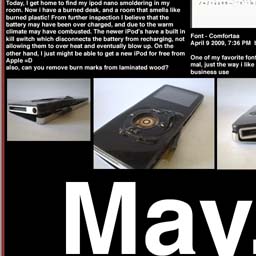 Today, I get home to find my ipod nano smoldering in my
room. Now i have a burned desk, and a room that smells like
burned plastic! From further inspection I believe that the
battery may have been over charged, and due to the warm
climate may have combusted. The newer iPod's have a built in
kill switch which disconnects the battery from recharging, not
allowing them to over heat and eventually blow up. On the
other hand, I just might be able to get a new iPod for free from
Apple =D
also, can you remove burn marks from laminated wood?
Font - Comfortaa
April 9 2009, 7:36 PM
One of my favorite font
mal, just the way i like
business use
May.